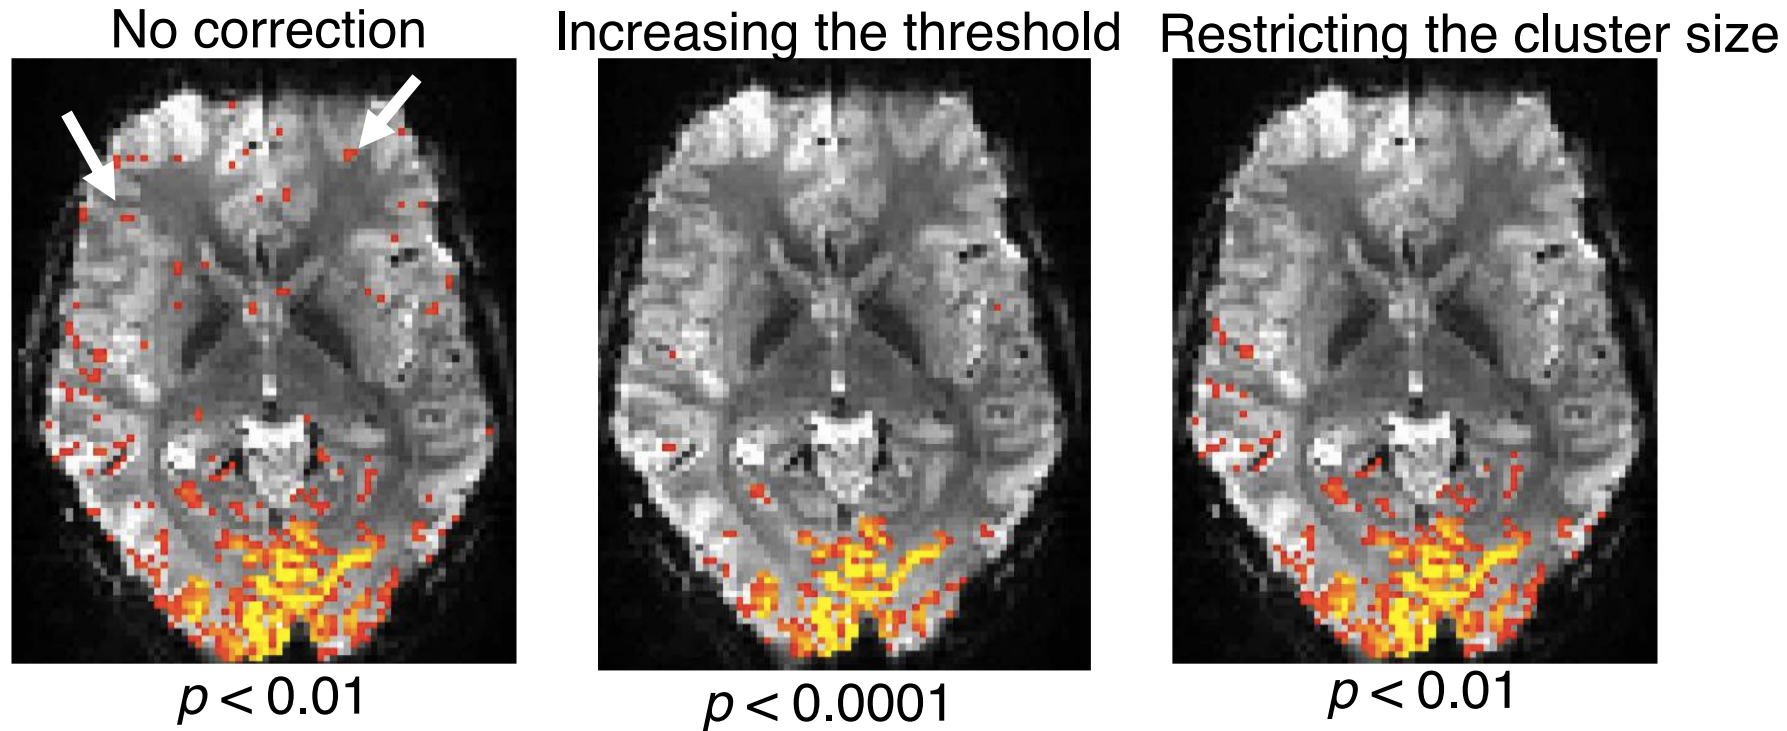 No correction
Increasing the threshold
Restricting the cluster size
p < 0.01
p < 0.0001
p < 0.01